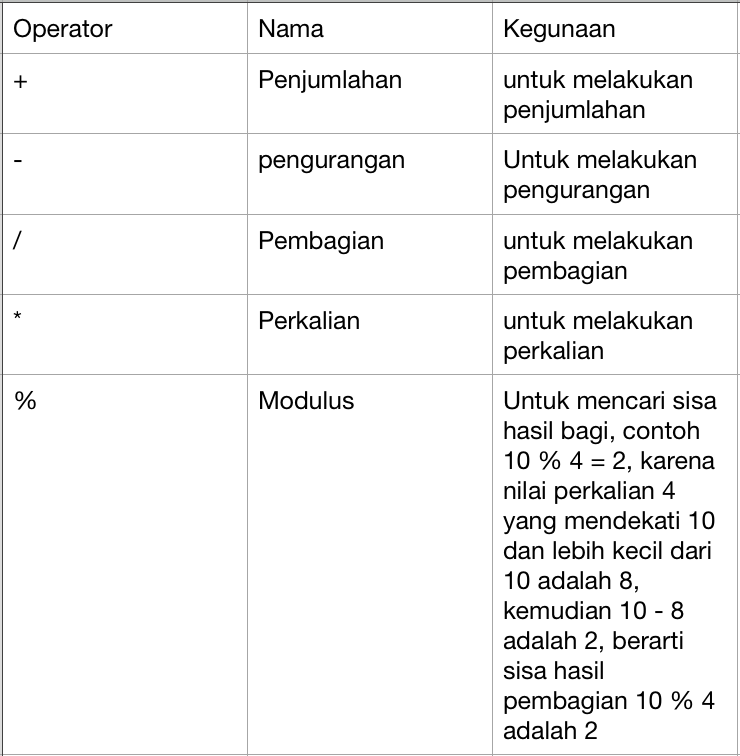 Operator Nama Kegunaan
+ Penjumlahan untuk melakukan
penjumlahan
- pengurangan Untuk melakukan
pengurangan
/ Pembagian untuk melakukan
pembagian
* Perkalian untuk melakukan
perkalian
% Modulus Untuk mencari sisa
hasil bagi, contoh
10 % 4 = 2, karena
nilai perkalian 4
yang mendekati 10
dan lebih kecil dari
10 adalah 8,
kemudian 10 - 8
adalah 2, berarti
sisa hasil
pembagian 10 % 4
adalah 2